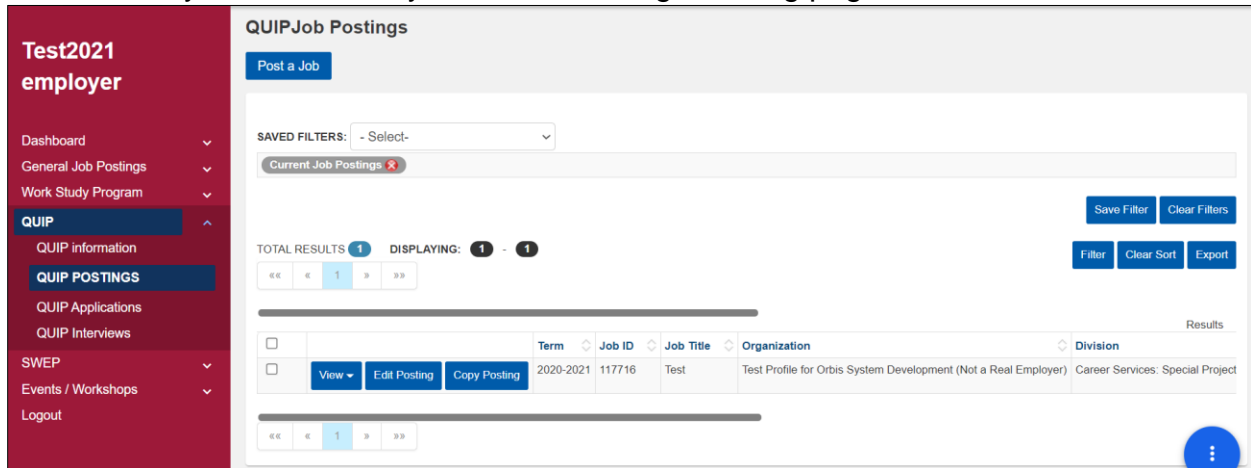 QUIPJob Postings
Test2021
employer
Post a Job
Dashboard
General Job Postings
Work Study Program
QUIP
QUIP information
QUIP POSTINGS
QUIP Applications
QUIP Interviews
SWEP
Events / Workshops
Logout
SAVED FILTERS: - Select-
Current Job Postings
Save Filter Clear Filters
TOTAL RESULTS 1 DISPLAYING: 1 - 1
Filter Clear Sort Export
«« « 1 » »»
Results
Term Job ID Job Title Organization Division
View Edit Posting Copy Posting 2020-2021 117716 Test Test Profile for Orbis System Development (Not a Real Employer) Career Services: Special Project
«« « 1 » »»